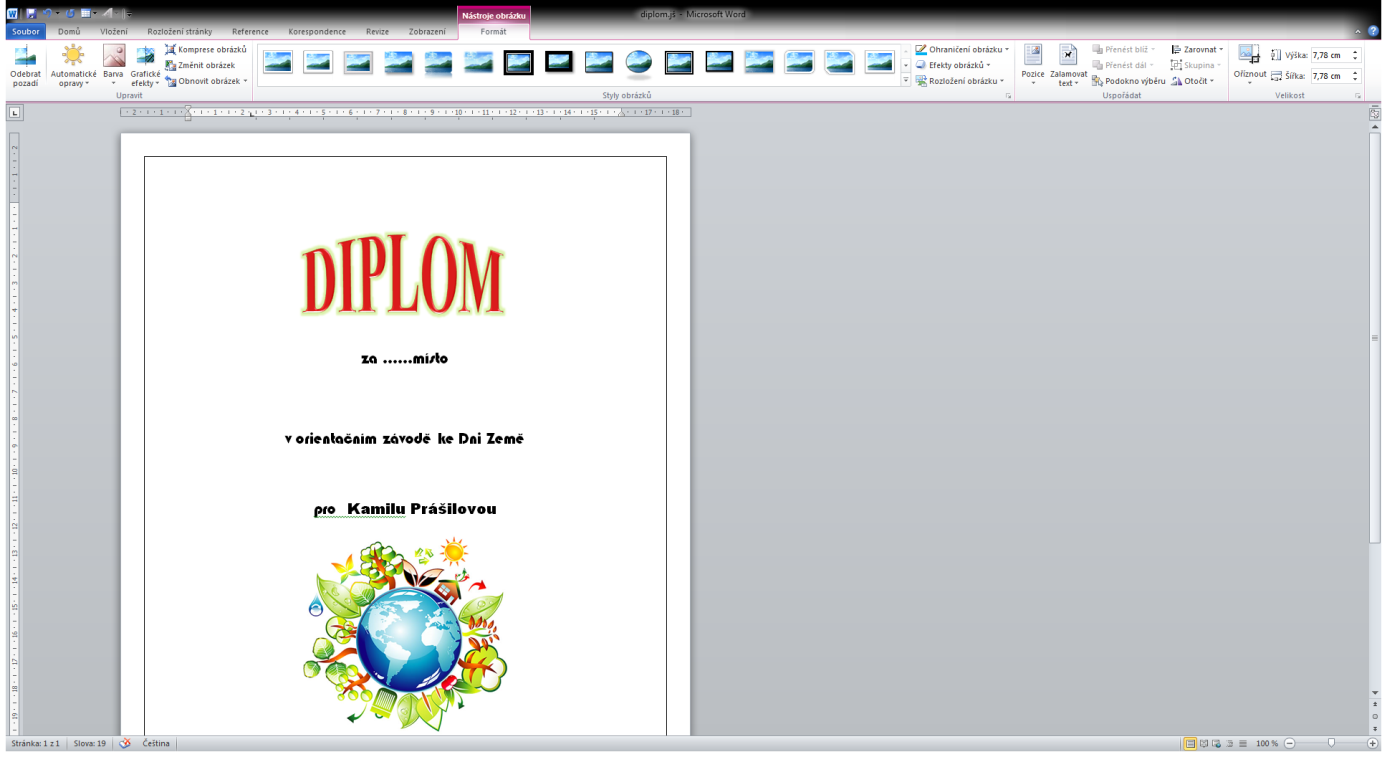 diplom.jš - Microsoft Word
Nástroje obrázku
Soubor Domů Vložení Rozložení stránky Reference Korespondence Revize Zobrazení Formát
Odebrat pozadí
Automatické opravy
Barva
Grafické efekty
Komprese obrázků
Změnit obrázek
Obnovit obrázek
Upravit
Styly obrázků
Ohraničení obrázku
Efekty obrázků
Rozložení obrázku
Pozice
Zalamovat text
Přenést blíž
Přenést dál
Podokno výběru
Zarovnat
Skupina
Otočit
Uspořádat
Oříznout
Výška: 7,78 cm
Šířka: 7,78 cm
Velikost
DIPLOM
za ......místo
v orientačním závodě ke Dni Země
pro Kamilu Prášilovou
Stránka: 1 z 1 Slova: 19 Čeština 100 %